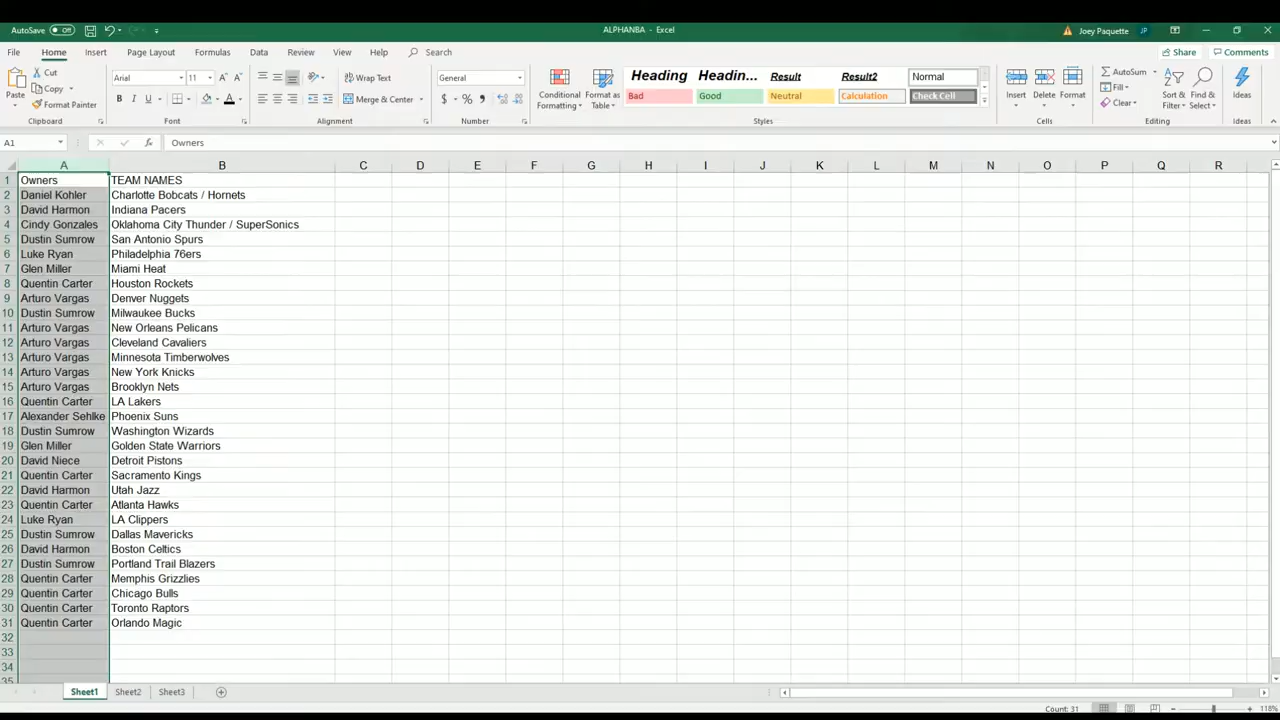 AutoSave Off
ALPHANBA - Excel
Joey Paquette JP
File Home Insert Page Layout Formulas Data Review View Help Search
Share Comments
Paste
Cut
Copy
Format Painter
Clipboard
Arial 11
B I U
Font
Wrap Text
Merge & Center
Alignment
General
$ % 9
Number
Conditional Formatting
Format as Table
Heading Headin... Result Result2 Normal
Bad Good Neutral Calculation Check Cell
Styles
Insert Delete Format
Cells
AutoSum
Fill
Clear
Sort & Filter
Find & Select
Editing
Ideas
Ideas
A1 fx Owners
A B C D E F G H I J K L M N O P Q R
1 Owners TEAM NAMES
2 Daniel Kohler Charlotte Bobcats / Hornets
3 David Harmon Indiana Pacers
4 Cindy Gonzales Oklahoma City Thunder / SuperSonics
5 Dustin Sumrow San Antonio Spurs
6 Luke Ryan Philadelphia 76ers
7 Glen Miller Miami Heat
8 Quentin Carter Houston Rockets
9 Arturo Vargas Denver Nuggets
10 Dustin Sumrow Milwaukee Bucks
11 Arturo Vargas New Orleans Pelicans
12 Arturo Vargas Cleveland Cavaliers
13 Arturo Vargas Minnesota Timberwolves
14 Arturo Vargas New York Knicks
15 Arturo Vargas Brooklyn Nets
16 Quentin Carter LA Lakers
17 Alexander Sehlke Phoenix Suns
18 Dustin Sumrow Washington Wizards
19 Glen Miller Golden State Warriors
20 David Niece Detroit Pistons
21 Quentin Carter Sacramento Kings
22 David Harmon Utah Jazz
23 Quentin Carter Atlanta Hawks
24 Luke Ryan LA Clippers
25 Dustin Sumrow Dallas Mavericks
26 David Harmon Boston Celtics
27 Dustin Sumrow Portland Trail Blazers
28 Quentin Carter Memphis Grizzlies
29 Quentin Carter Chicago Bulls
30 Quentin Carter Toronto Raptors
31 Quentin Carter Orlando Magic
32
33
34
35
Sheet1 Sheet2 Sheet3
Count: 31 118%